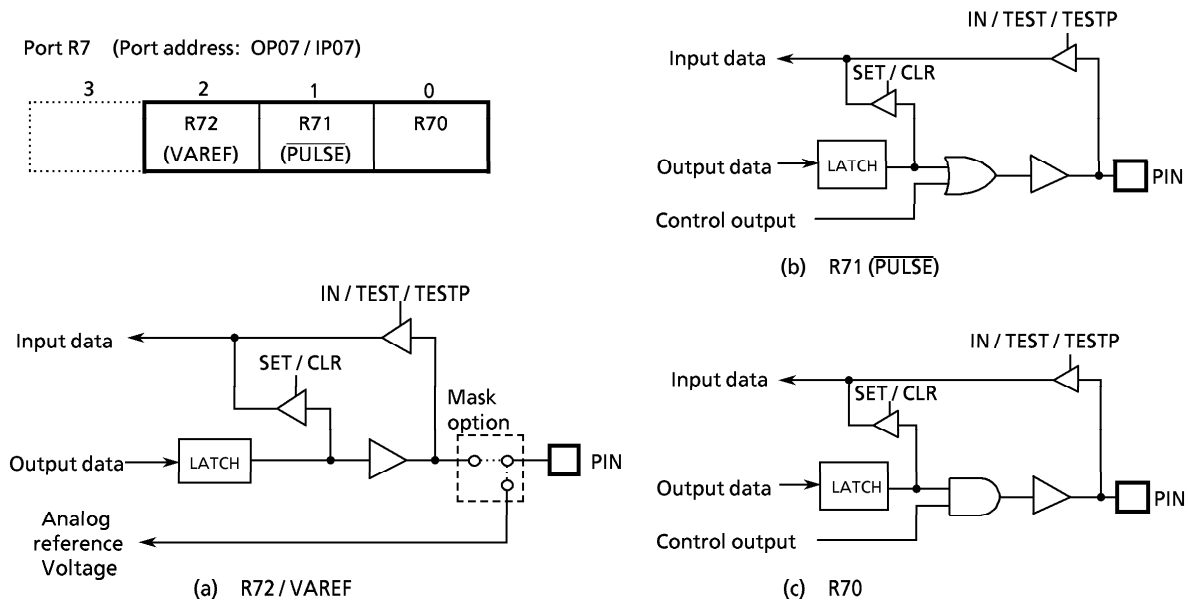 Port R7 (Port address: OP07 / IP07)
3 2 1 0
R72 R71 R70
(VAREF) (P̅U̅L̅S̅E̅)
IN / TEST / TESTP
Input data
SET / CLR
Output data
LATCH
PIN
Control output
(b) R71 (P̅U̅L̅S̅E̅)
IN / TEST / TESTP
Input data
SET / CLR
Mask
option
Output data
LATCH
PIN
Analog
reference
Voltage
(a) R72 / VAREF
IN / TEST / TESTP
Input data
SET / CLR
Output data
LATCH
PIN
Control output
(c) R70